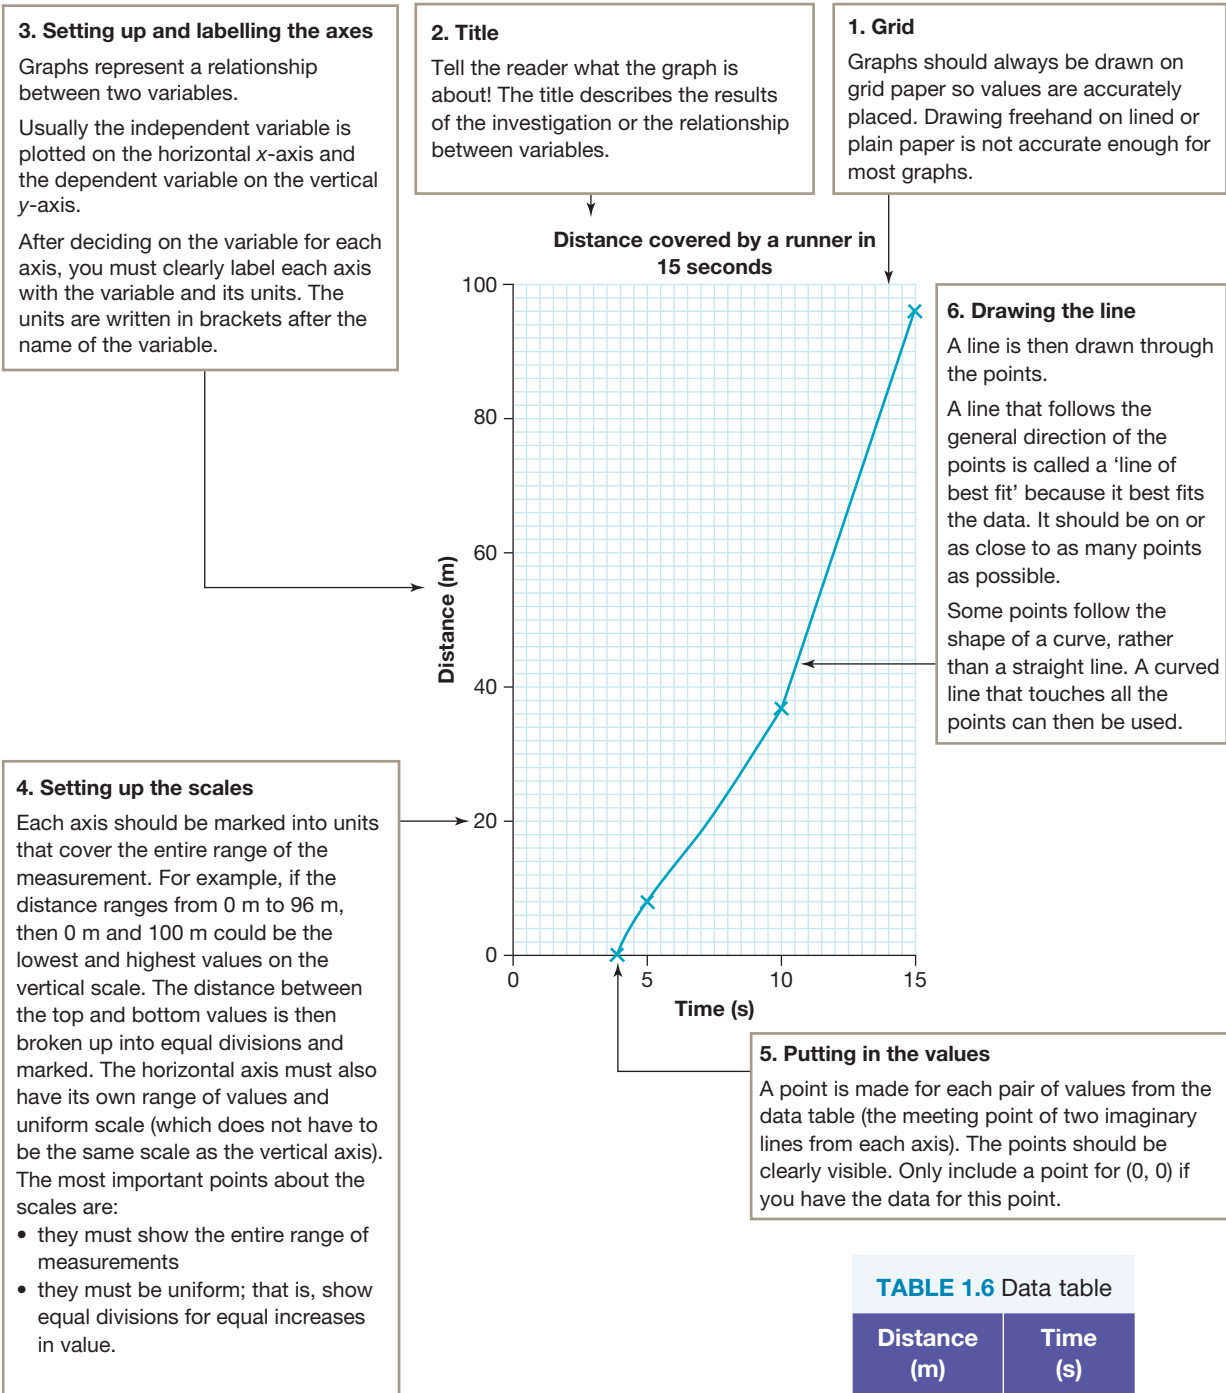 3. Setting up and labelling the axes
Graphs represent a relationship
between two variables.
Usually the independent variable is
plotted on the horizontal x-axis and
the dependent variable on the vertical
y-axis.
After deciding on the variable for each
axis, you must clearly label each axis
with the variable and its units. The
units are written in brackets after the
name of the variable.
2. Title
Tell the reader what the graph is
about! The title describes the results
of the investigation or the relationship
between variables.
1. Grid
Graphs should always be drawn on
grid paper so values are accurately
placed. Drawing freehand on lined or
plain paper is not accurate enough for
most graphs.
Distance covered by a runner in
15 seconds
100
80
60
40
20
0
Distance (m)
0 5 10 15
Time (s)
6. Drawing the line
A line is then drawn through
the points.
A line that follows the
general direction of the
points is called a ‘line of
best fit’ because it best fits
the data. It should be on or
as close to as many points
as possible.
Some points follow the
shape of a curve, rather
than a straight line. A curved
line that touches all the
points can then be used.
4. Setting up the scales
Each axis should be marked into units
that cover the entire range of the
measurement. For example, if the
distance ranges from 0 m to 96 m,
then 0 m and 100 m could be the
lowest and highest values on the
vertical scale. The distance between
the top and bottom values is then
broken up into equal divisions and
marked. The horizontal axis must also
have its own range of values and
uniform scale (which does not have to
be the same scale as the vertical axis).
The most important points about the
scales are:
• they must show the entire range of
measurements
• they must be uniform; that is, show
equal divisions for equal increases
in value.
5. Putting in the values
A point is made for each pair of values from the
data table (the meeting point of two imaginary
lines from each axis). The points should be
clearly visible. Only include a point for (0, 0) if
you have the data for this point.
TABLE 1.6 Data table
Distance
(m)
Time
(s)